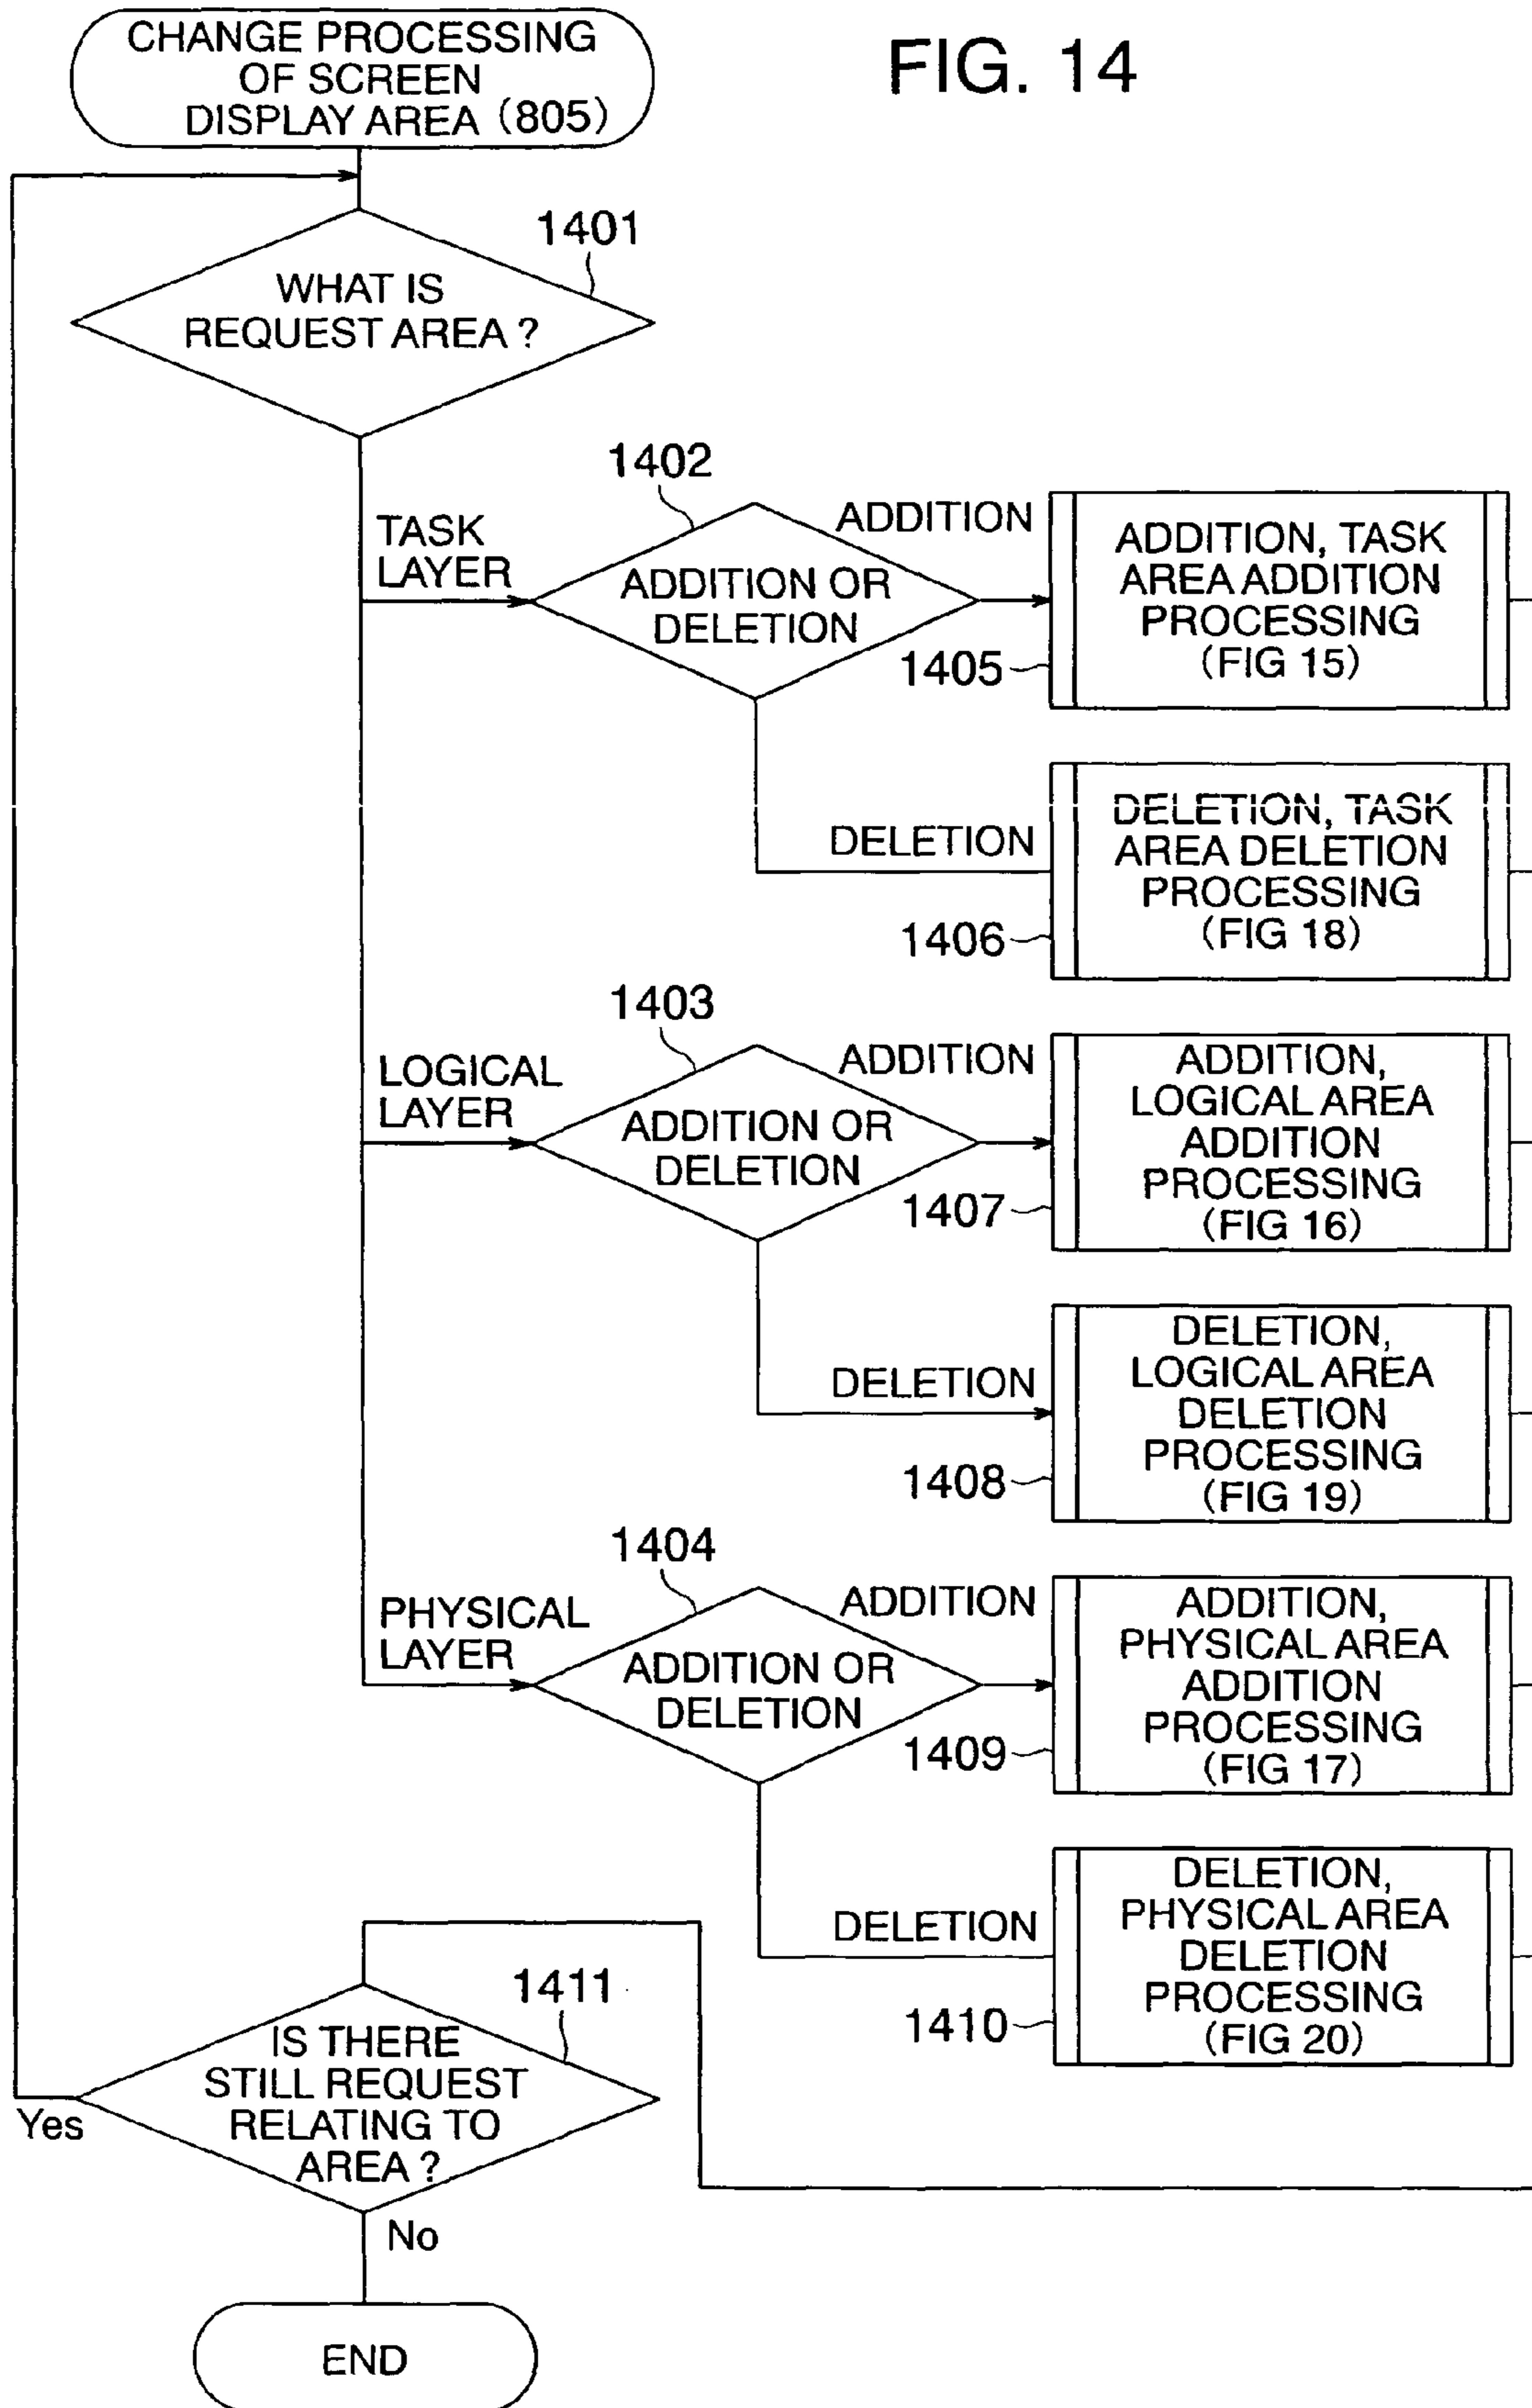 CHANGE PROCESSING
OF SCREEN
DISPLAY AREA (805)
FIG. 14
1401
WHAT IS
REQUEST AREA ?
1402
TASK
LAYER
ADDITION OR
DELETION
ADDITION
ADDITION, TASK
AREA ADDITION
PROCESSING
(FIG 15)
1405
DELETION
DELETION, TASK
AREA DELETION
PROCESSING
(FIG 18)
1406
1403
LOGICAL
LAYER
ADDITION OR
DELETION
ADDITION
ADDITION,
LOGICAL AREA
ADDITION
PROCESSING
(FIG 16)
1407
DELETION
DELETION,
LOGICAL AREA
DELETION
PROCESSING
(FIG 19)
1408
1404
PHYSICAL
LAYER
ADDITION OR
DELETION
ADDITION
ADDITION,
PHYSICAL AREA
ADDITION
PROCESSING
(FIG 17)
1409
DELETION
DELETION,
PHYSICAL AREA
DELETION
PROCESSING
(FIG 20)
1410
1411
IS THERE
STILL REQUEST
RELATING TO
AREA ?
Yes
No
END